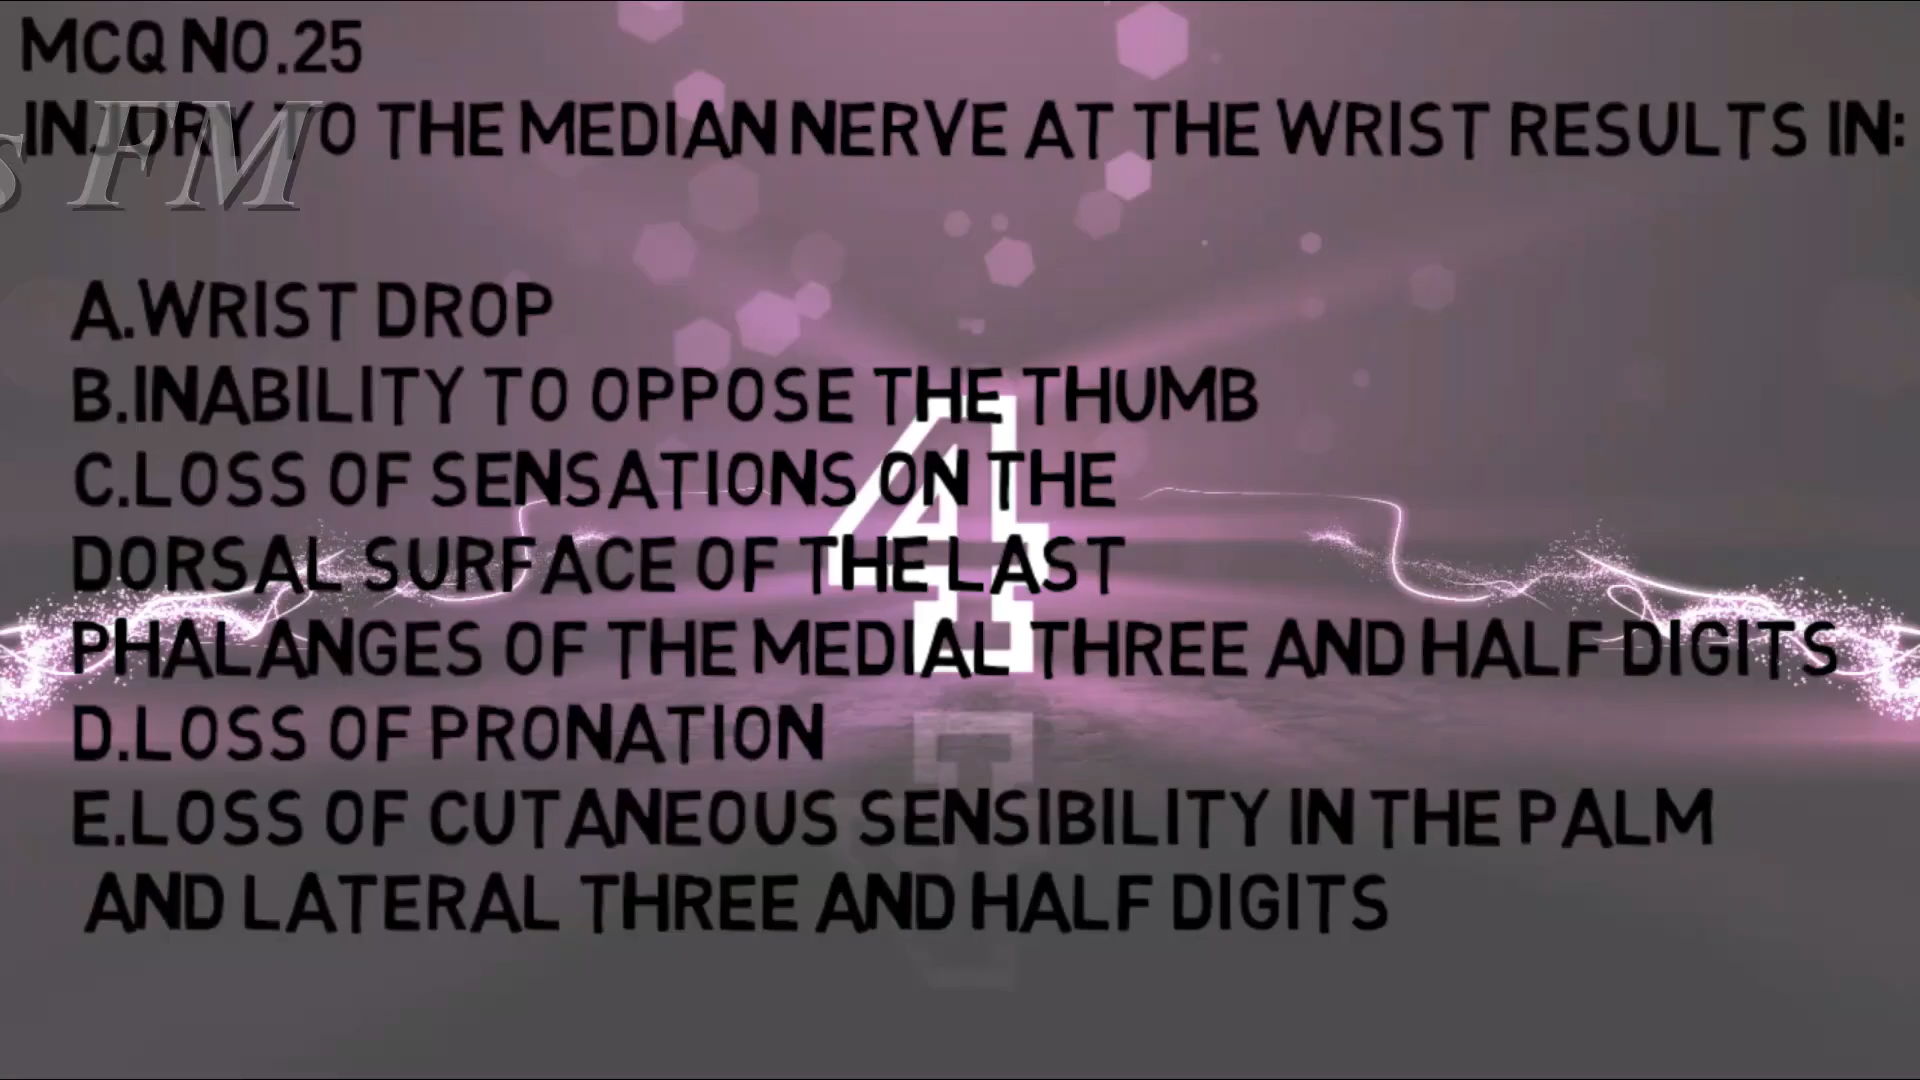 MCQ NO.25
INJURY TO THE MEDIAN NERVE AT THE WRIST RESULTS IN:
s FM
A.WRIST DROP
B.INABILITY TO OPPOSE THE THUMB
C.LOSS OF SENSATIONS ON THE
DORSAL SURFACE OF THE LAST
PHALANGES OF THE MEDIAL THREE AND HALF DIGITS
D.LOSS OF PRONATION
E.LOSS OF CUTANEOUS SENSIBILITY IN THE PALM
AND LATERAL THREE AND HALF DIGITS
4